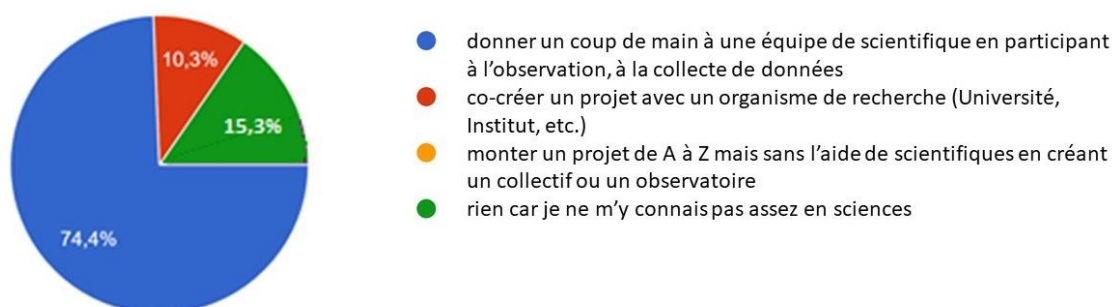 10,3%
15,3%
74,4%
donner un coup de main à une équipe de scientifique en participant
à l’observation, à la collecte de données
co-créer un projet avec un organisme de recherche (Université,
Institut, etc.)
monter un projet de A à Z mais sans l’aide de scientifiques en créant
un collectif ou un observatoire
rien car je ne m’y connais pas assez en sciences